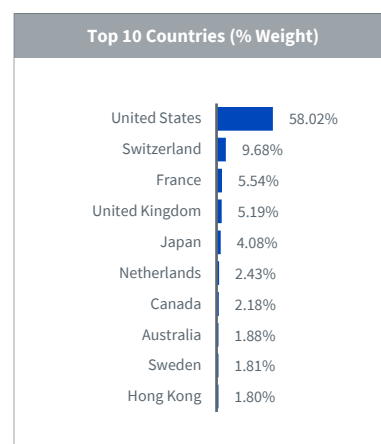 Top 10 Countries (% Weight)
United States 58.02%
Switzerland 9.68%
France 5.54%
United Kingdom 5.19%
Japan 4.08%
Netherlands 2.43%
Canada 2.18%
Australia 1.88%
Sweden 1.81%
Hong Kong 1.80%